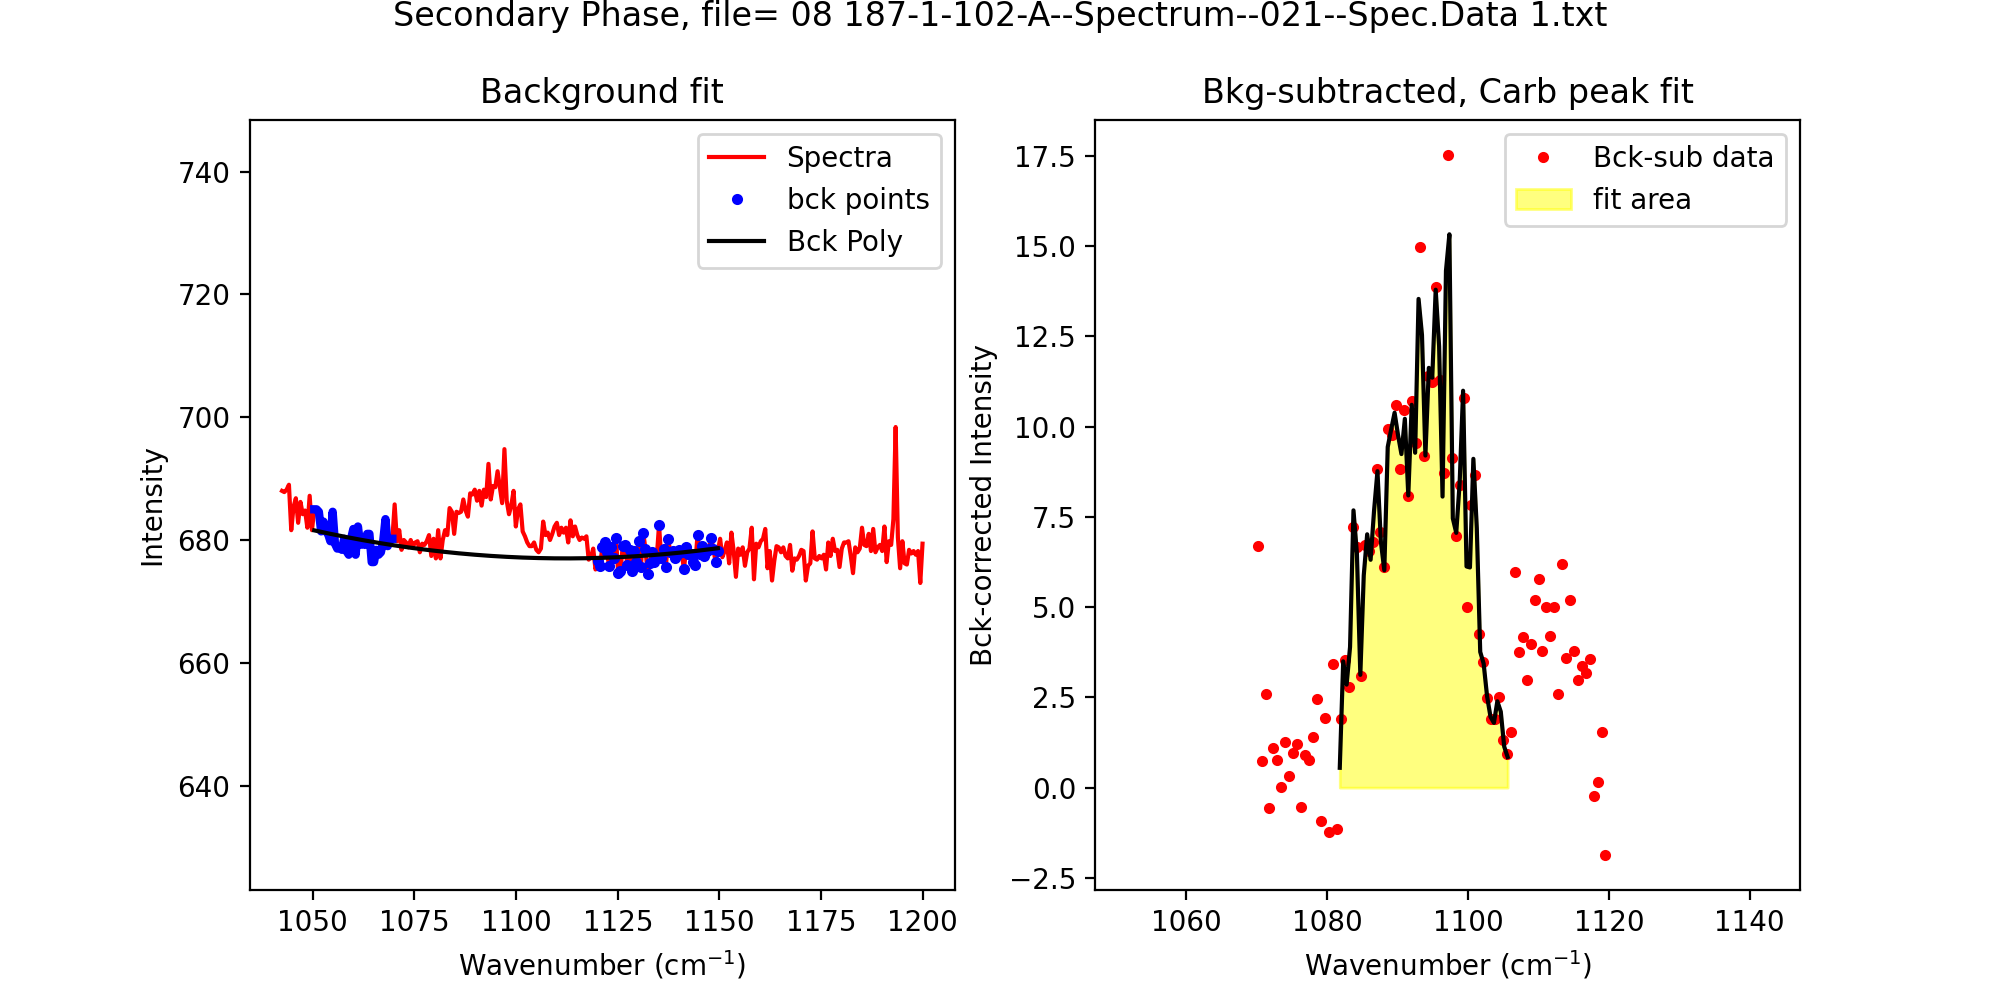 Secondary Phase, file= 08 187-1-102-A--Spectrum--021--Spec.Data 1.txt
Background fit
740
720
700
680
660
640
Intensity
Spectra
bck points
Bck Poly
1050
1075
1100
1125
1150
1175
1200
Wavenumber (cm⁻¹)
Bkg-subtracted, Carb peak fit
17.5
15.0
12.5
10.0
7.5
5.0
2.5
0.0
−2.5
Bck-corrected Intensity
Bck-sub data
fit area
1060
1080
1100
1120
1140
Wavenumber (cm⁻¹)